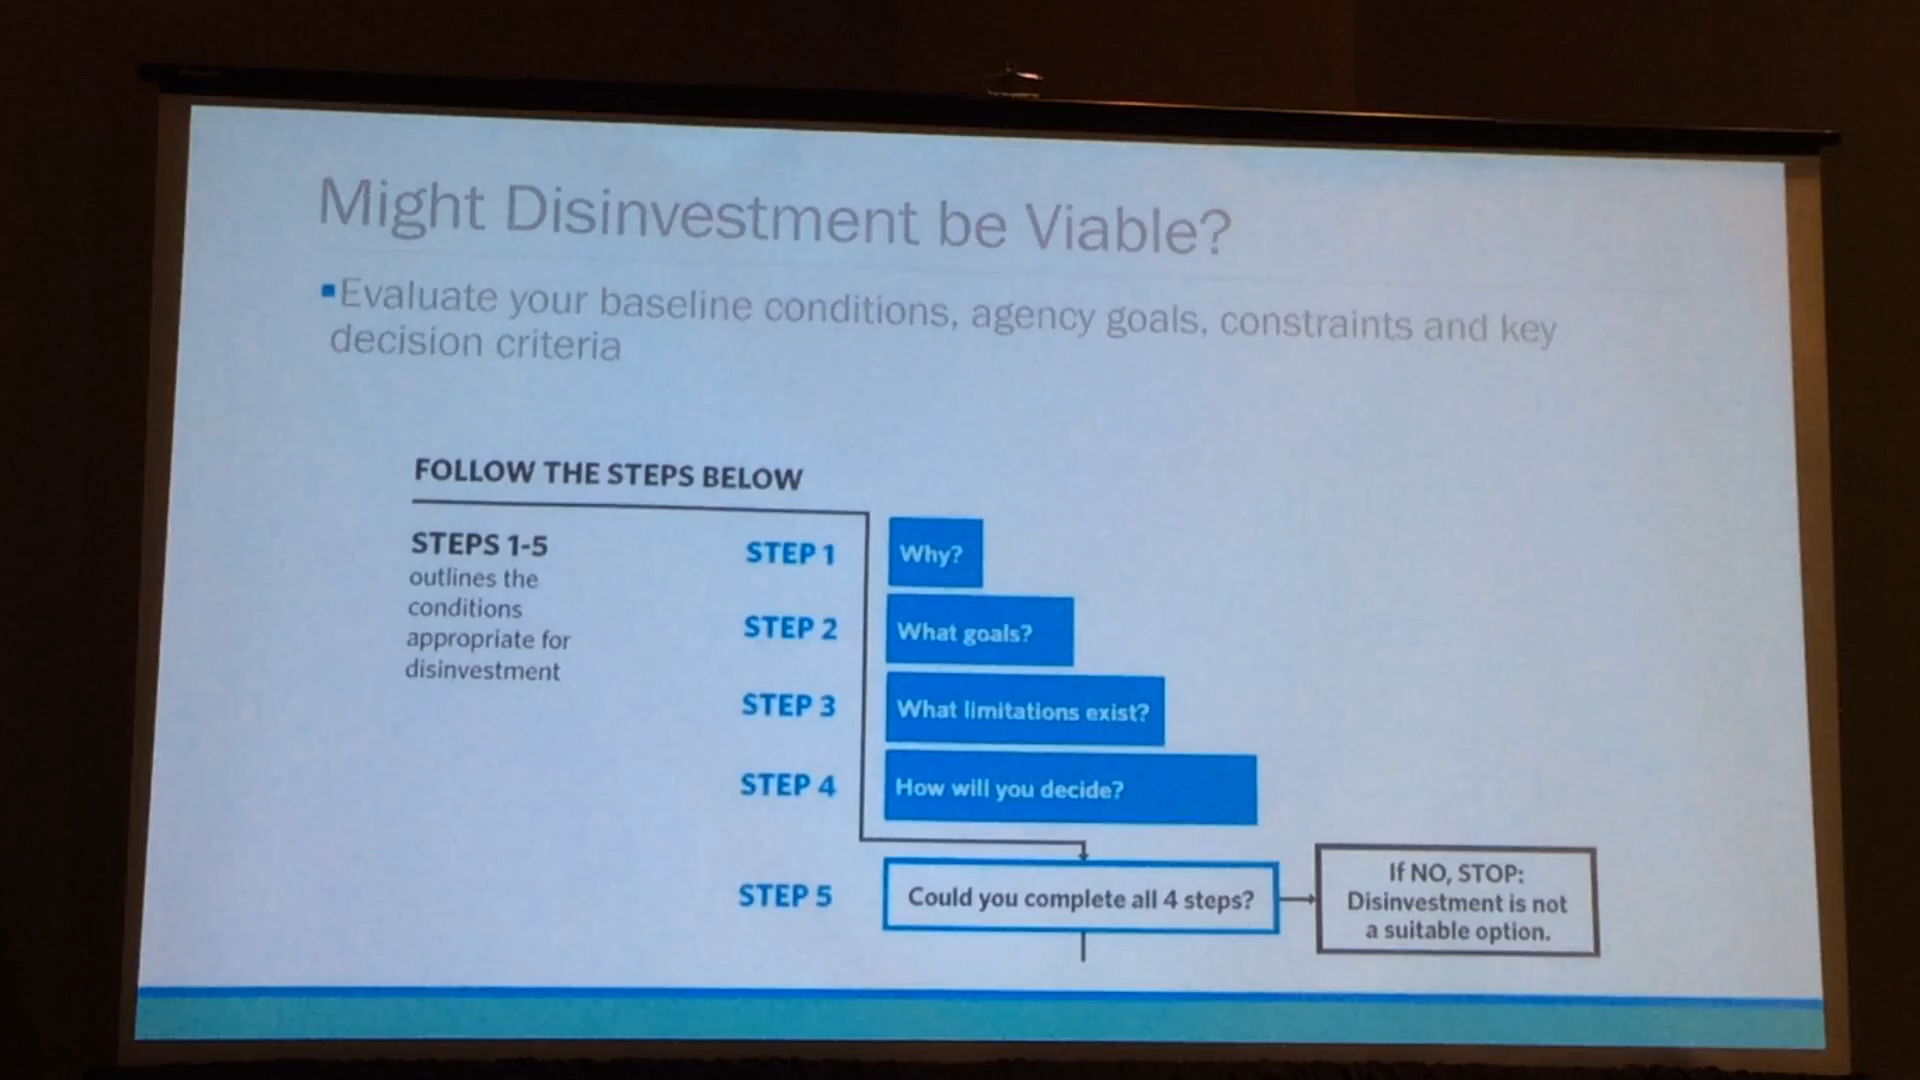 Might Disinvestment be Viable?
▪Evaluate your baseline conditions, agency goals, constraints and key
decision criteria
FOLLOW THE STEPS BELOW
STEPS 1-5
outlines the
conditions
appropriate for
disinvestment
STEP 1
Why?
STEP 2
What goals?
STEP 3
What limitations exist?
STEP 4
How will you decide?
STEP 5
Could you complete all 4 steps?
If NO, STOP:
Disinvestment is not
a suitable option.